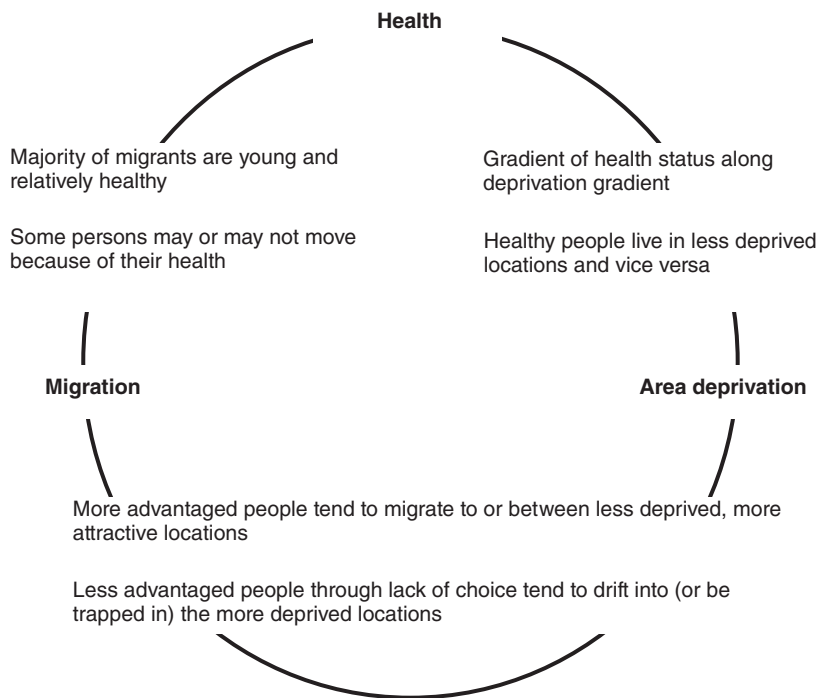 Health
Majority of migrants are young and
relatively healthy
Some persons may or may not move
because of their health
Gradient of health status along
deprivation gradient
Healthy people live in less deprived
locations and vice versa
Migration
Area deprivation
More advantaged people tend to migrate to or between less deprived, more
attractive locations
Less advantaged people through lack of choice tend to drift into (or be
trapped in) the more deprived locations